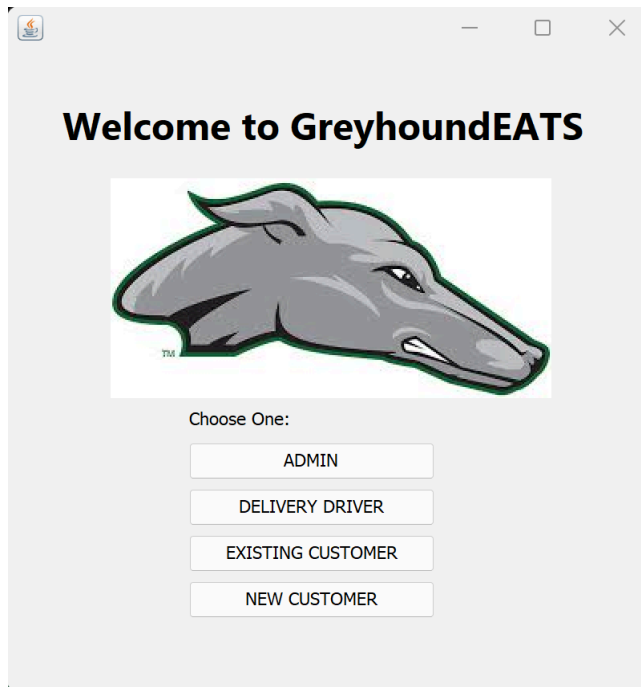 Welcome to GreyhoundEATS
TM
Choose One:
ADMIN
DELIVERY DRIVER
EXISTING CUSTOMER
NEW CUSTOMER